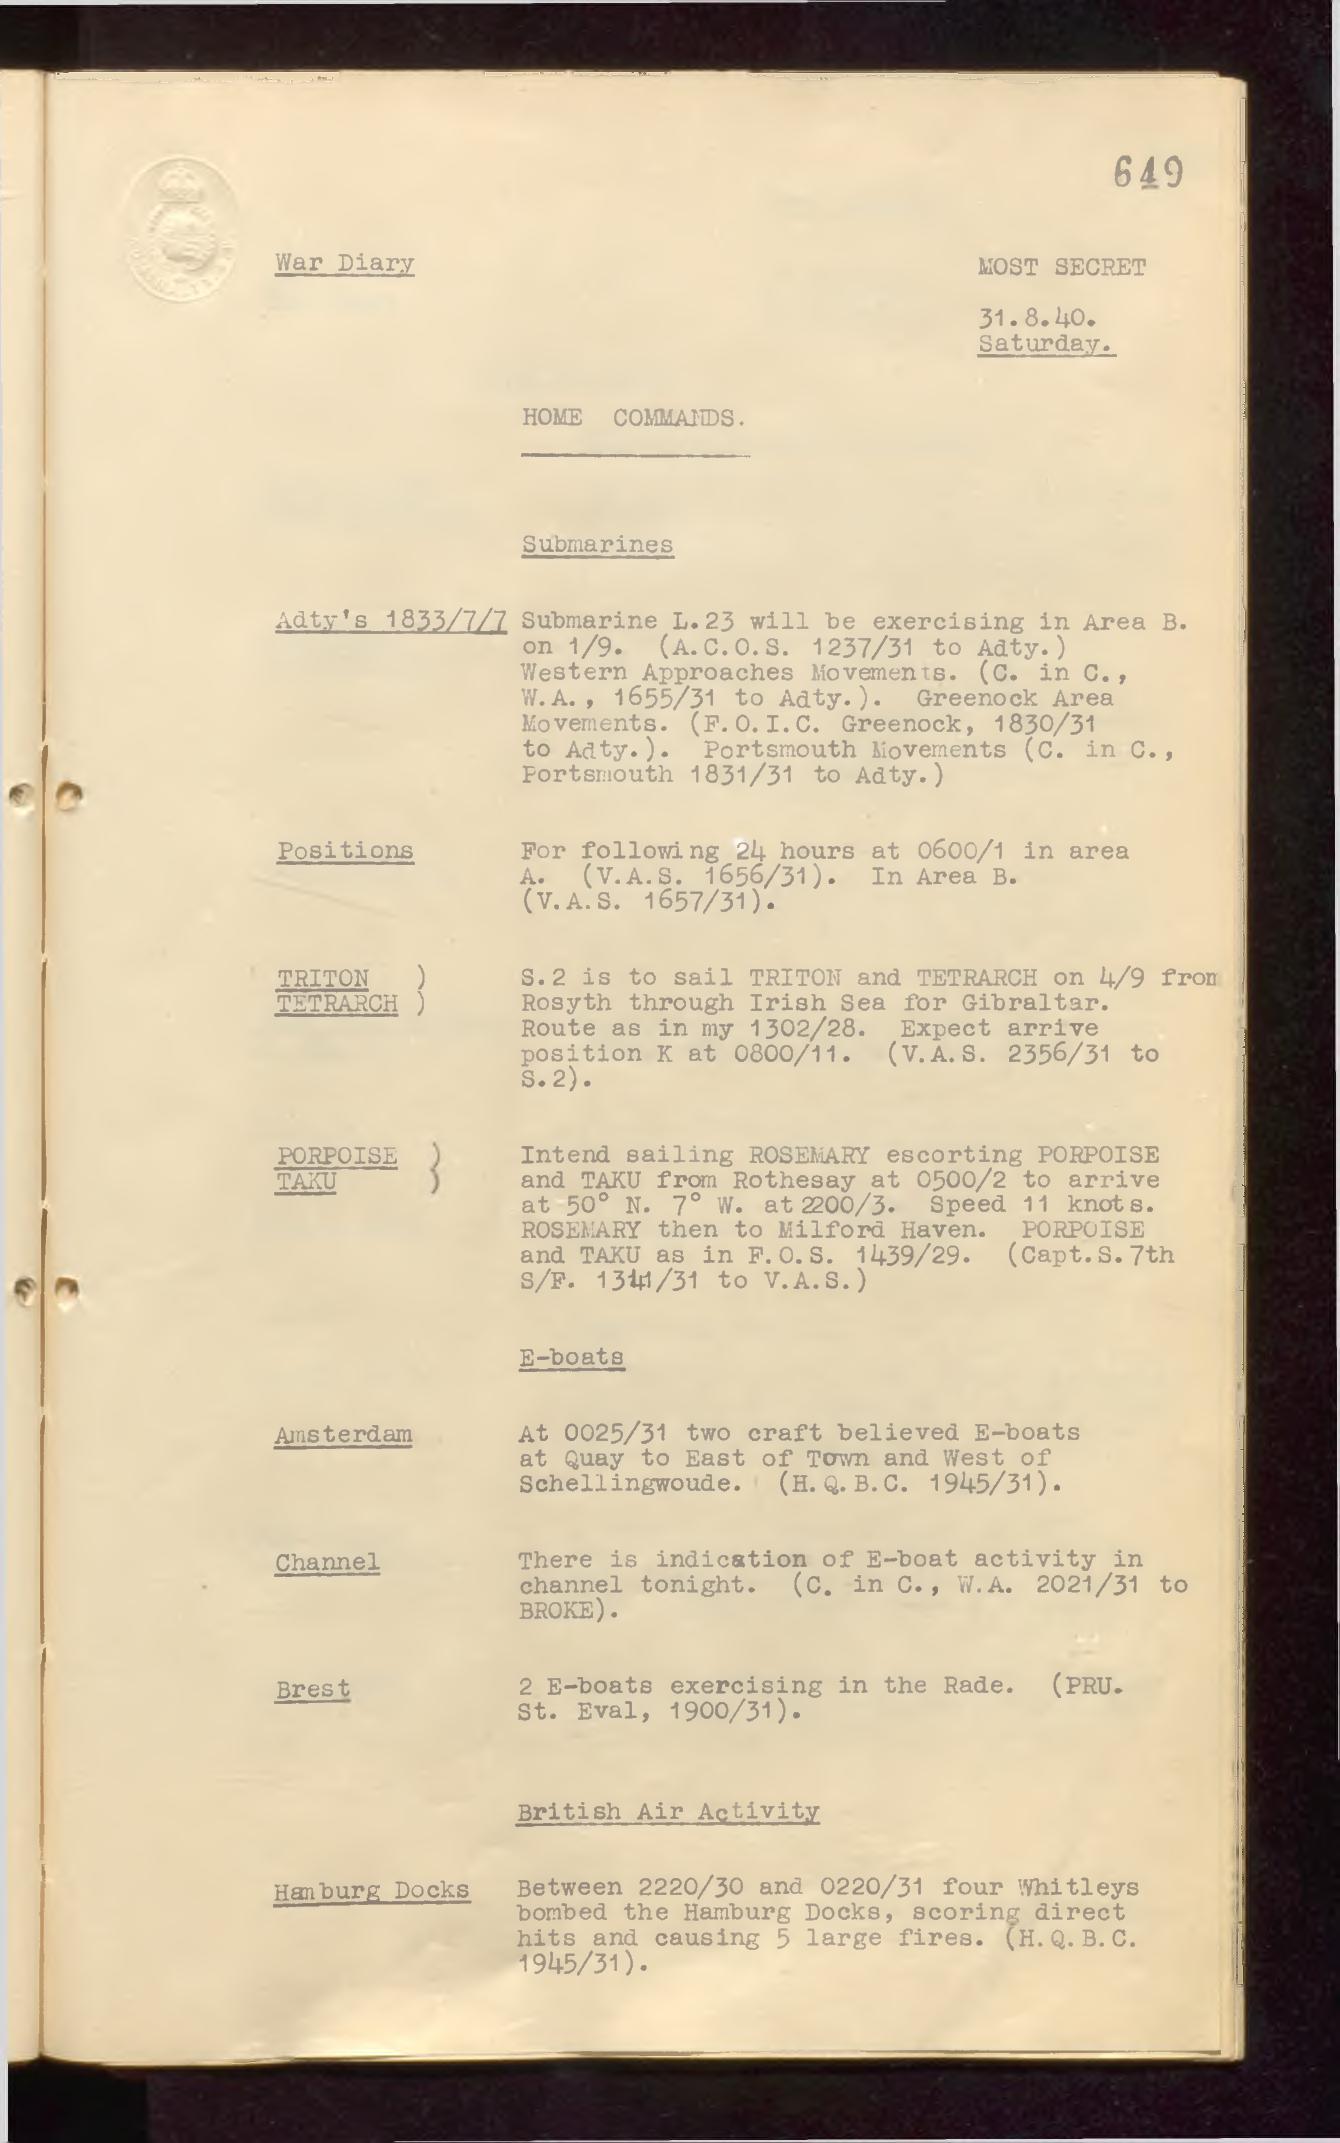 649
War Diary
MOST SECRET
31.8.40.
Saturday.
HOME COMMANDS.
Submarines
Adty's 1833/7/7 Submarine L.23 will be exercising in Area B.
on 1/9. (A.C.O.S. 1237/31 to Adty.)
Western Approaches Movements. (C. in C.,
W.A., 1655/31 to Adty.). Greenock Area
Movements. (F.O.I.C. Greenock, 1830/31
to Adty.). Portsmouth Movements (C. in C.,
Portsmouth 1831/31 to Adty.)
Positions For following 24 hours at 0600/1 in area
A. (V.A.S. 1656/31). In Area B.
(V.A.S. 1657/31).
TRITON ) S.2 is to sail TRITON and TETRARCH on 4/9 from
TETRARCH ) Rosyth through Irish Sea for Gibraltar.
Route as in my 1302/28. Expect arrive
position K at 0800/11. (V.A.S. 2356/31 to
S.2).
PORPOISE ) Intend sailing ROSEMARY escorting PORPOISE
TAKU ) and TAKU from Rothesay at 0500/2 to arrive
at 50° N. 7° W. at 2200/3. Speed 11 knots.
ROSEMARY then to Milford Haven. PORPOISE
and TAKU as in F.O.S. 1439/29. (Capt.S. 7th
S/F. /31 to V.A.S.)
E-boats
Amsterdam At 0025/31 two craft believed E-boats
at Quay to East of Town and West of
Schellingwoude. (H.Q.B.C. 1945/31).
Channel There is indication of E-boat activity in
channel tonight. (C. in C., W.A. 2021/31 to
BROKE).
Brest 2 E-boats exercising in the Rade. (PRU.
St. Eval, 1900/31).
British Air Activity
Hamburg Docks Between 2220/30 and 0220/31 four Whitleys
bombed the Hamburg Docks, scoring direct
hits and causing 5 large fires. (H.Q.B.C.
1945/31).